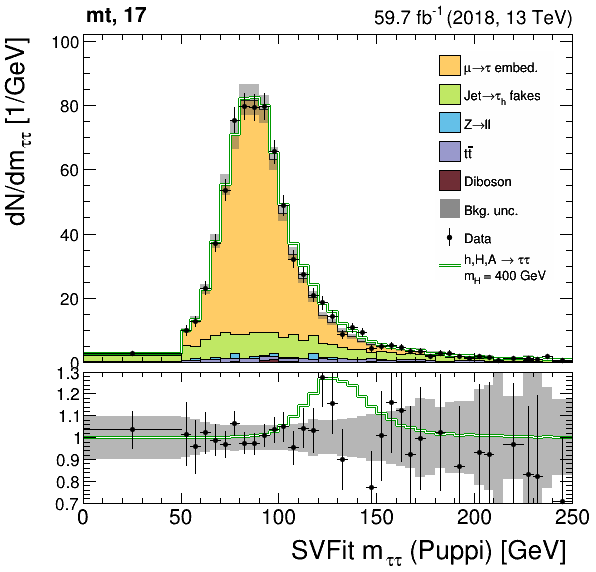 mt, 17
59.7 fb⁻¹ (2018, 13 TeV)
dN/dmττ [1/GeV]
100
80
60
40
20
0
μ→τ embed.
Jet→τh fakes
Z→ll
tt̄
Diboson
Bkg. unc.
Data
h,H,A → ττ
mH = 400 GeV
1.3
1.2
1.1
1
0.9
0.8
0.7
0 50 100 150 200 250
SVFit mττ (Puppi) [GeV]